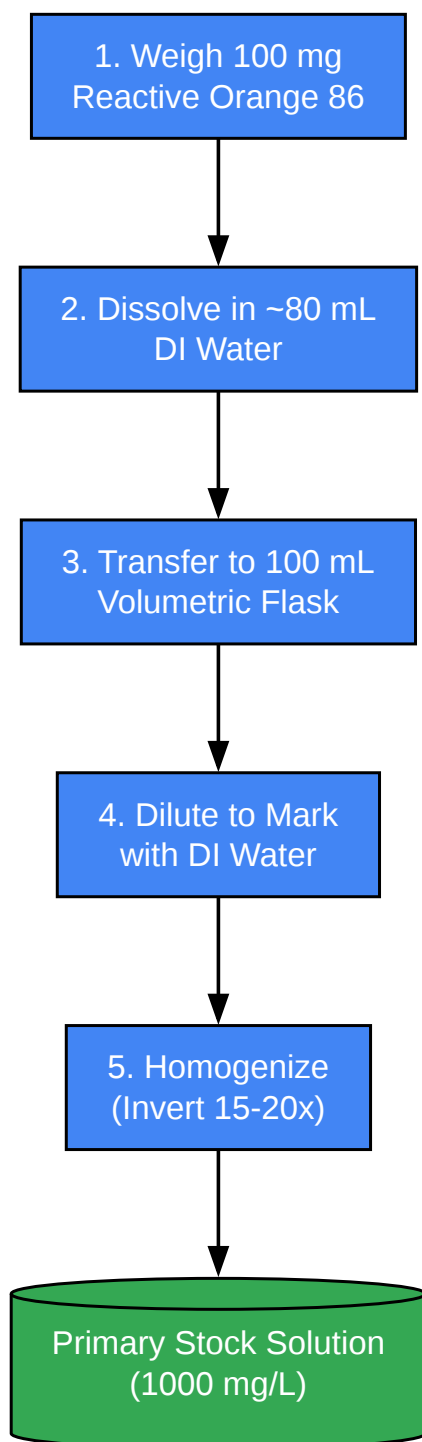 1. Weigh 100 mg
Reactive Orange 86
2. Dissolve in ~80 mL
DI Water
3. Transfer to 100 mL
Volumetric Flask
4. Dilute to Mark
with DI Water
5. Homogenize
(Invert 15-20x)
Primary Stock Solution
(1000 mg/L)